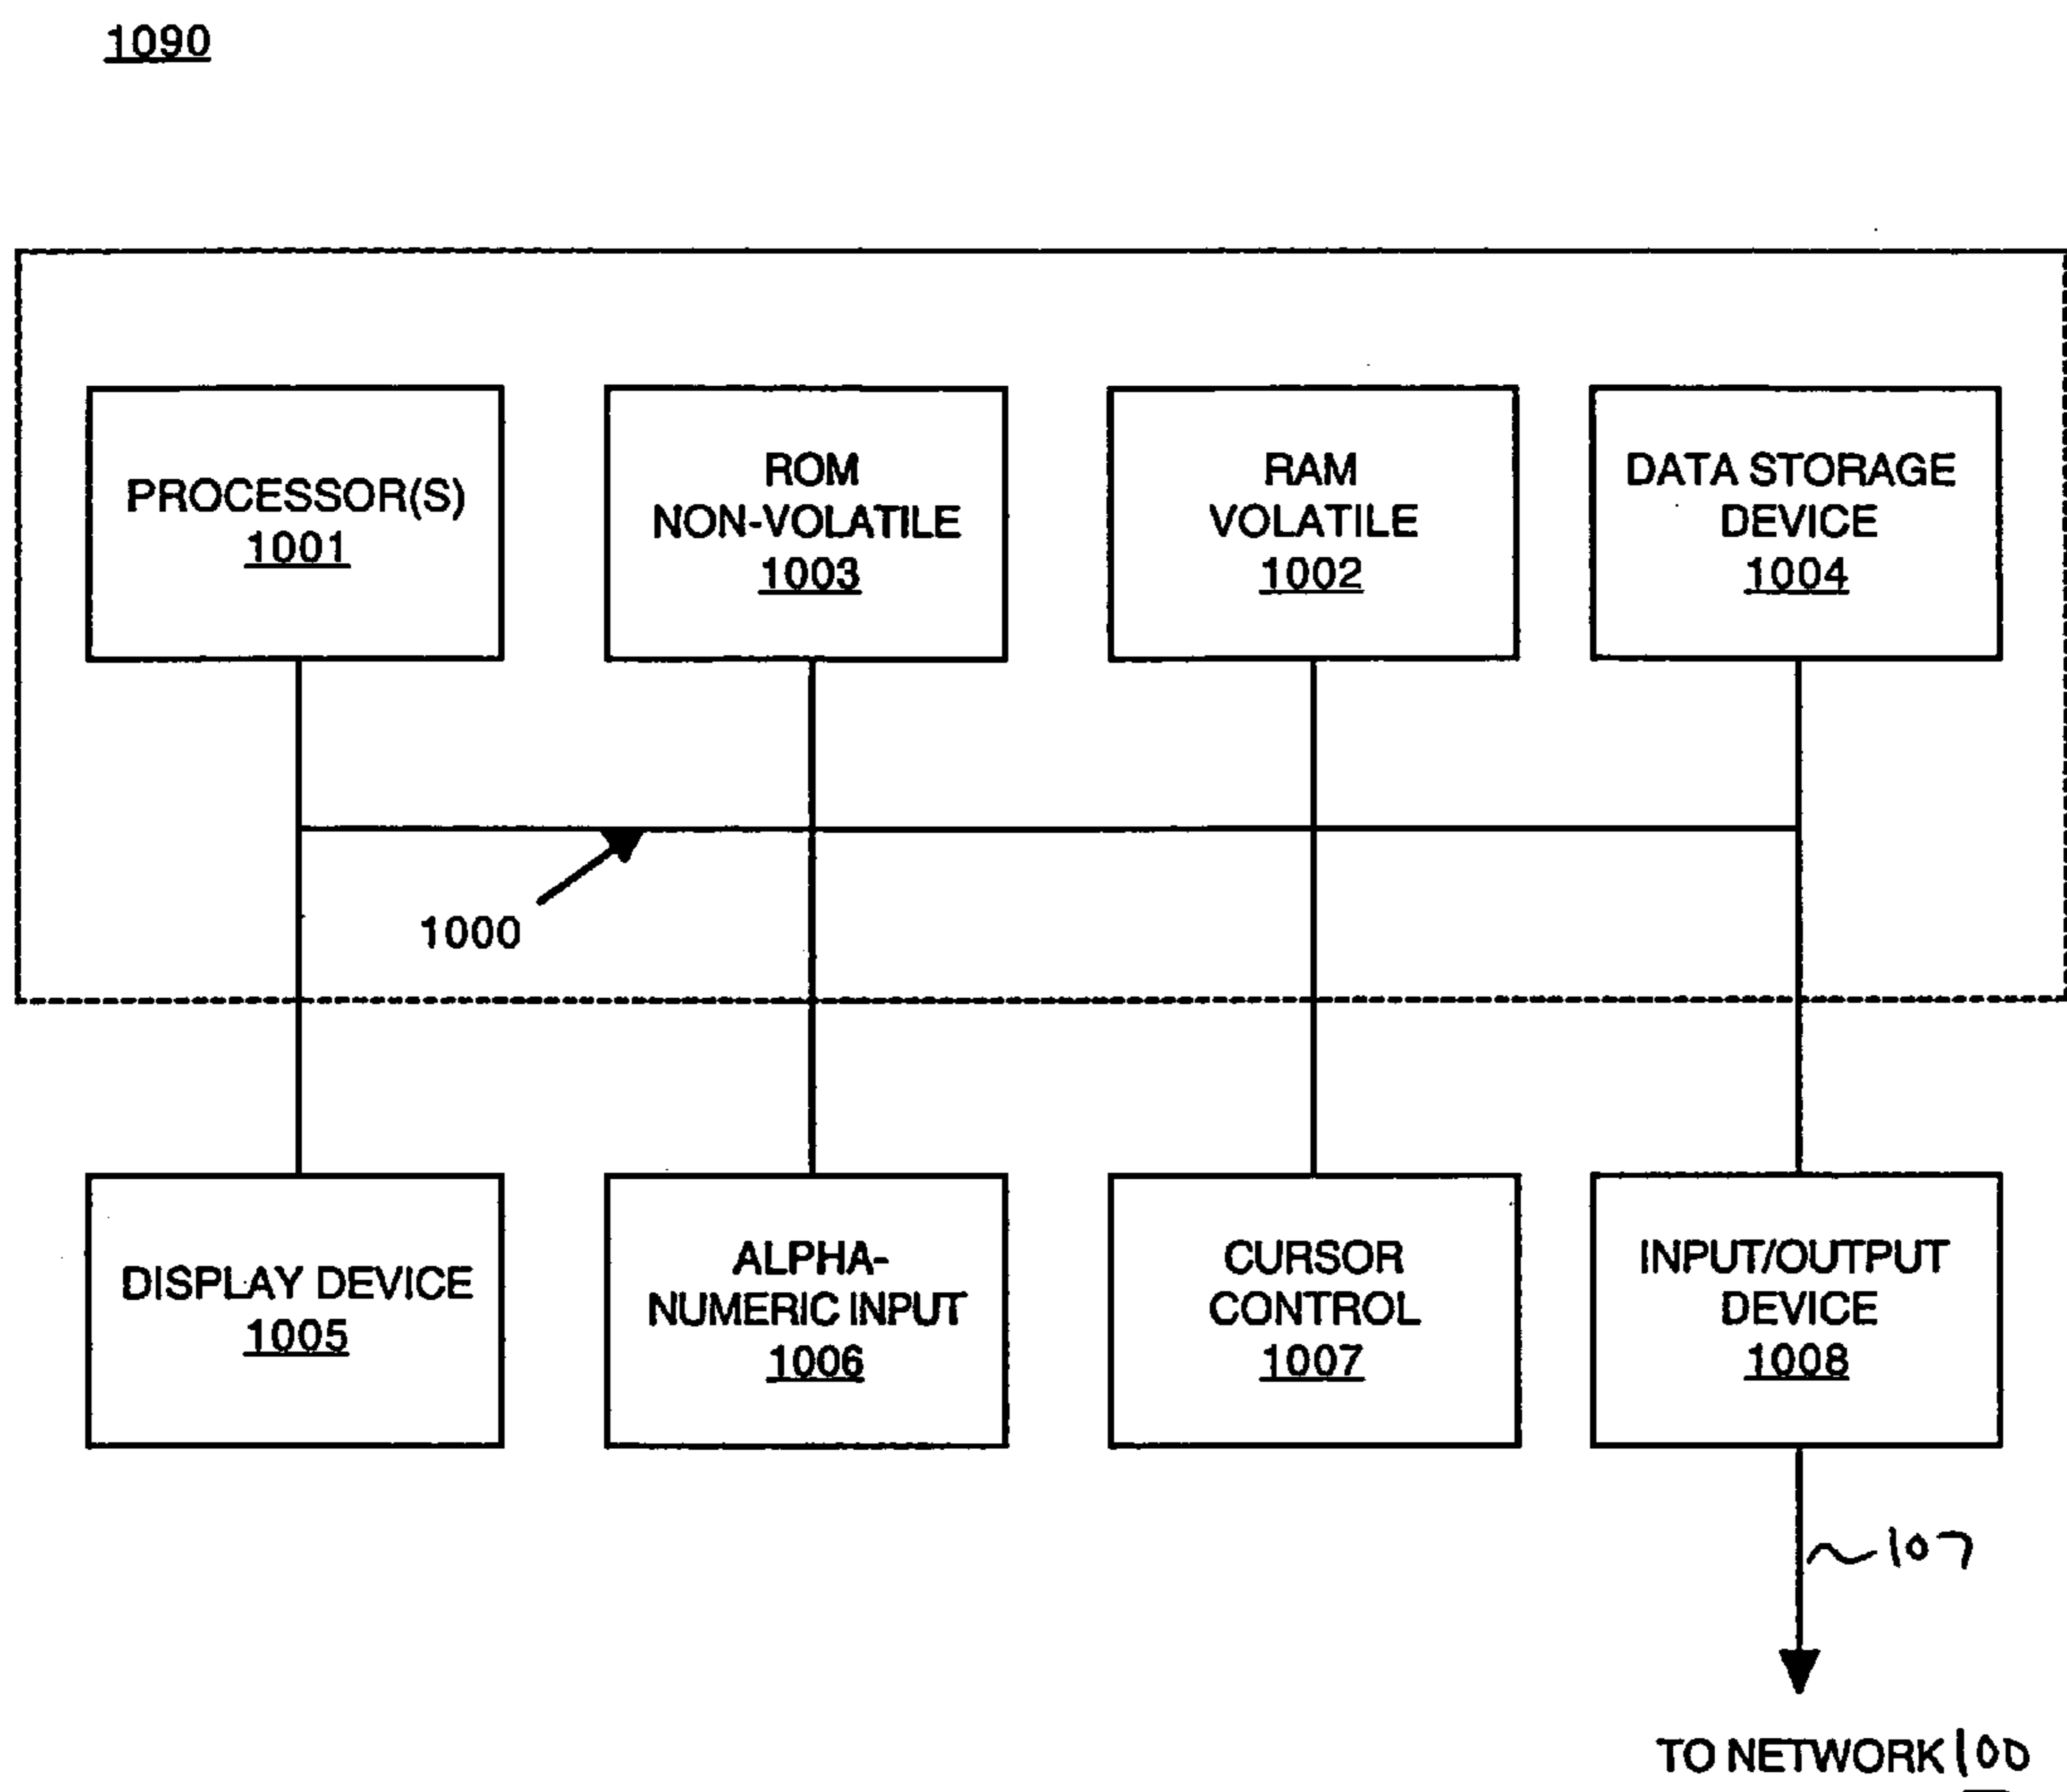 1090
PROCESSOR(S)
1001
ROM
NON-VOLATILE
1003
RAM
VOLATILE
1002
DATA STORAGE
DEVICE
1004
1000
DISPLAY DEVICE
1005
ALPHA-
NUMERIC INPUT
1006
CURSOR
CONTROL
1007
INPUT/OUTPUT
DEVICE
1008
107
TO NETWORK 100